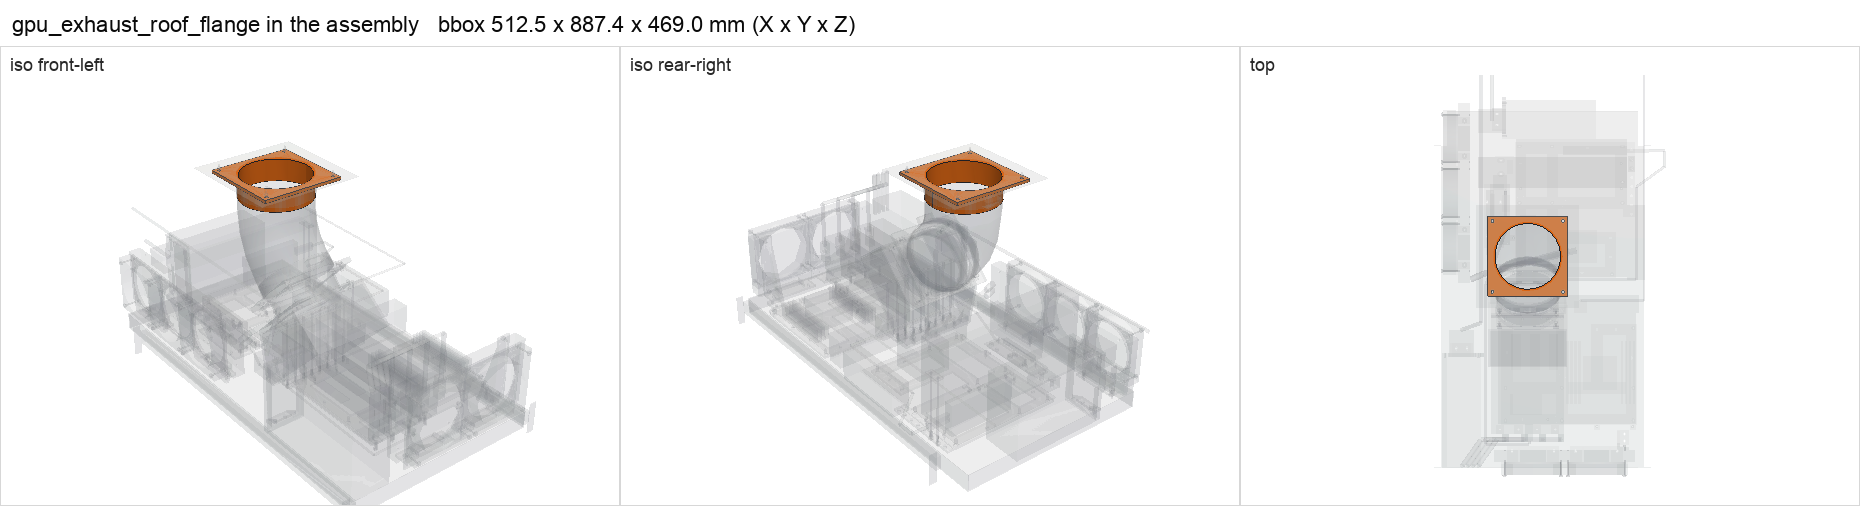 gpu_exhaust_roof_flange in the assembly   bbox 512.5 x 887.4 x 469.0 mm (X x Y x Z)
iso front-left
iso rear-right
top